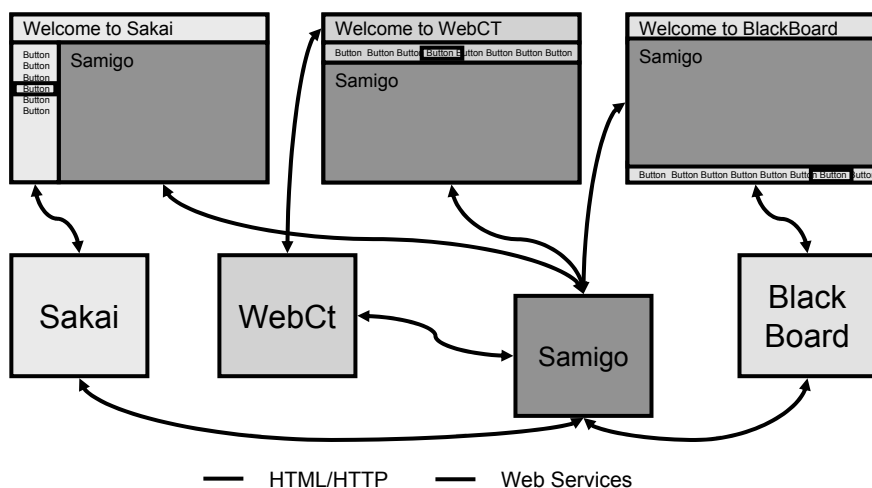 Welcome to Sakai
Button
Button
Button
Button
Button
Button
Samigo
Welcome to WebCT
Button Button Button Button Button Button Button Button
Samigo
Welcome to BlackBoard
Samigo
Button Button Button Button Button Button Button Button
Sakai
WebCt
Samigo
Black
Board
HTML/HTTP
Web Services